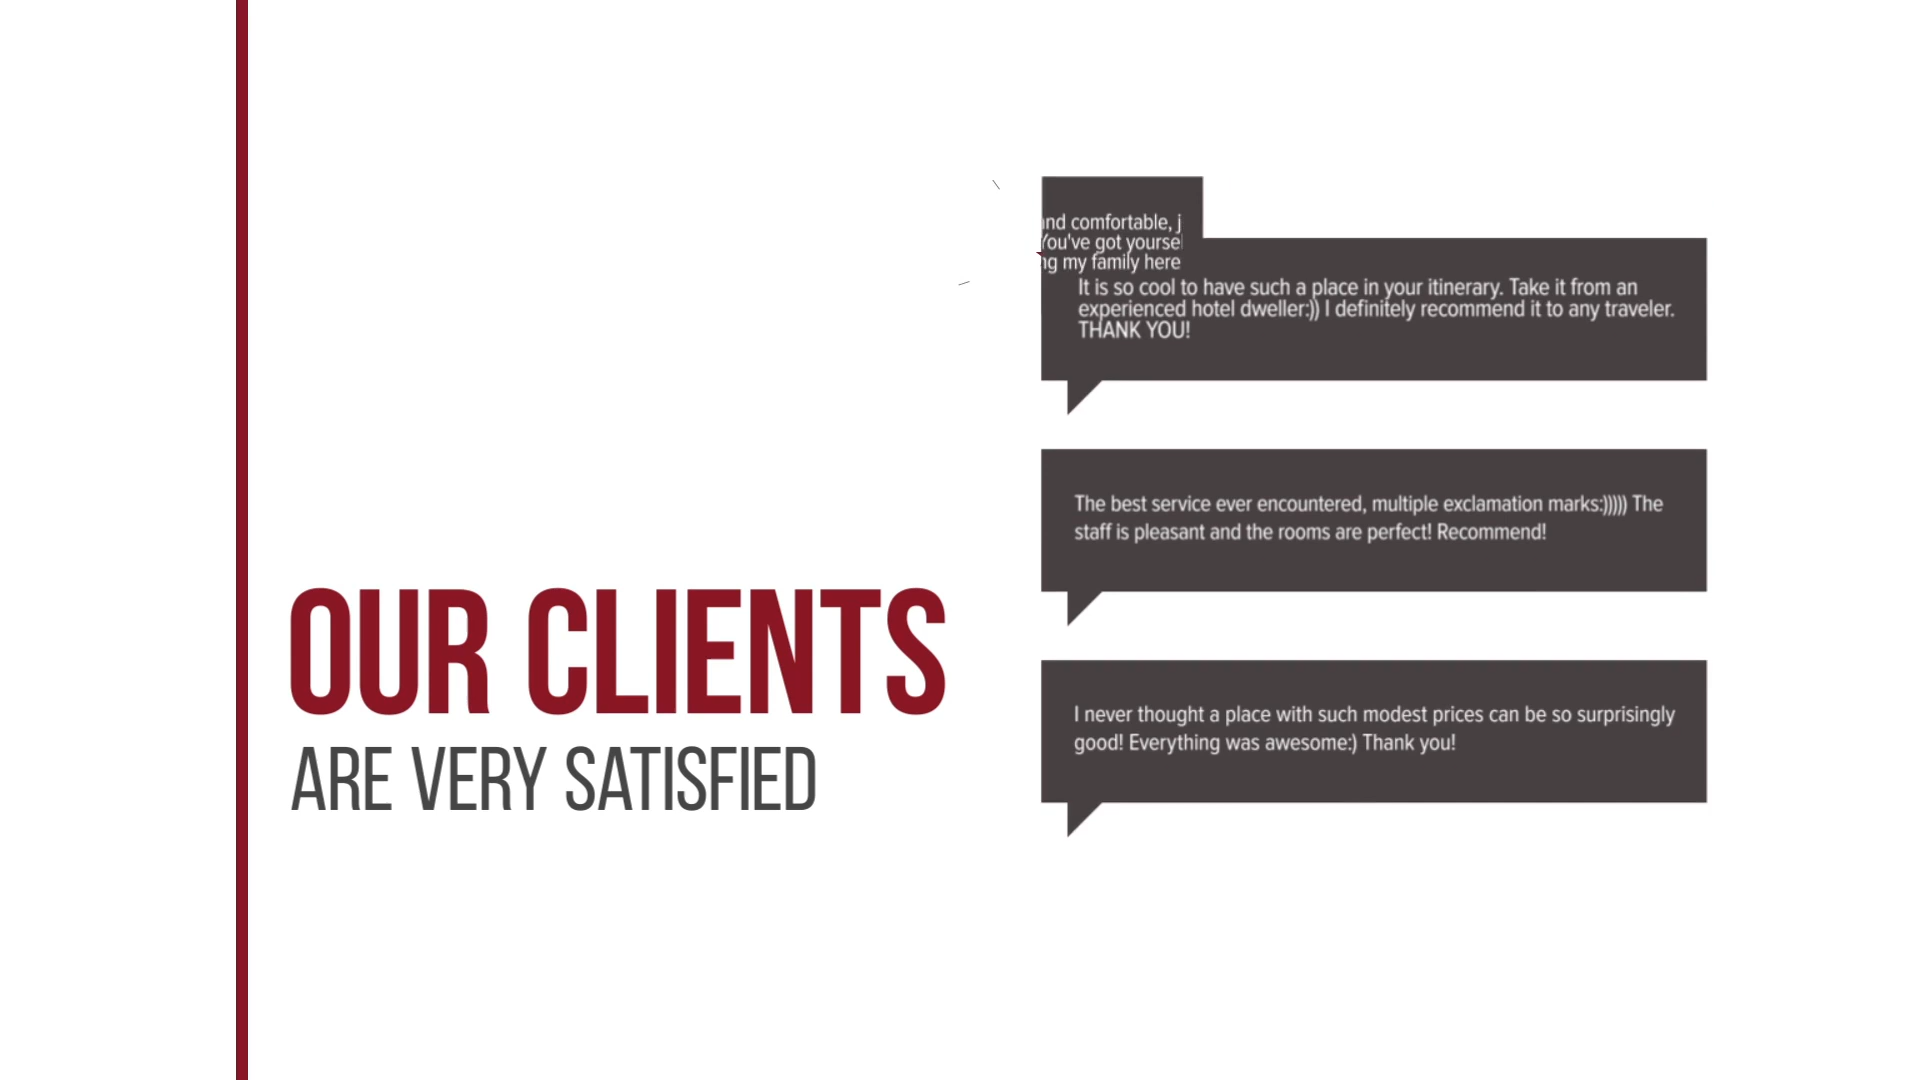 OUR CLIENTS
ARE VERY SATISFIED
comfortable, j
You've got
my family here
It is so cool to have such a place in your itinerary. Take it from an
experienced hotel dweller:)) I definitely recommend it to any traveler.
THANK YOU!
The best service ever encountered, multiple exclamation marks:))))) The
staff is pleasant and the rooms are perfect! Recommend!
I never thought a place with such modest prices can be so surprisingly
good! Everything was awesome:) Thank you!